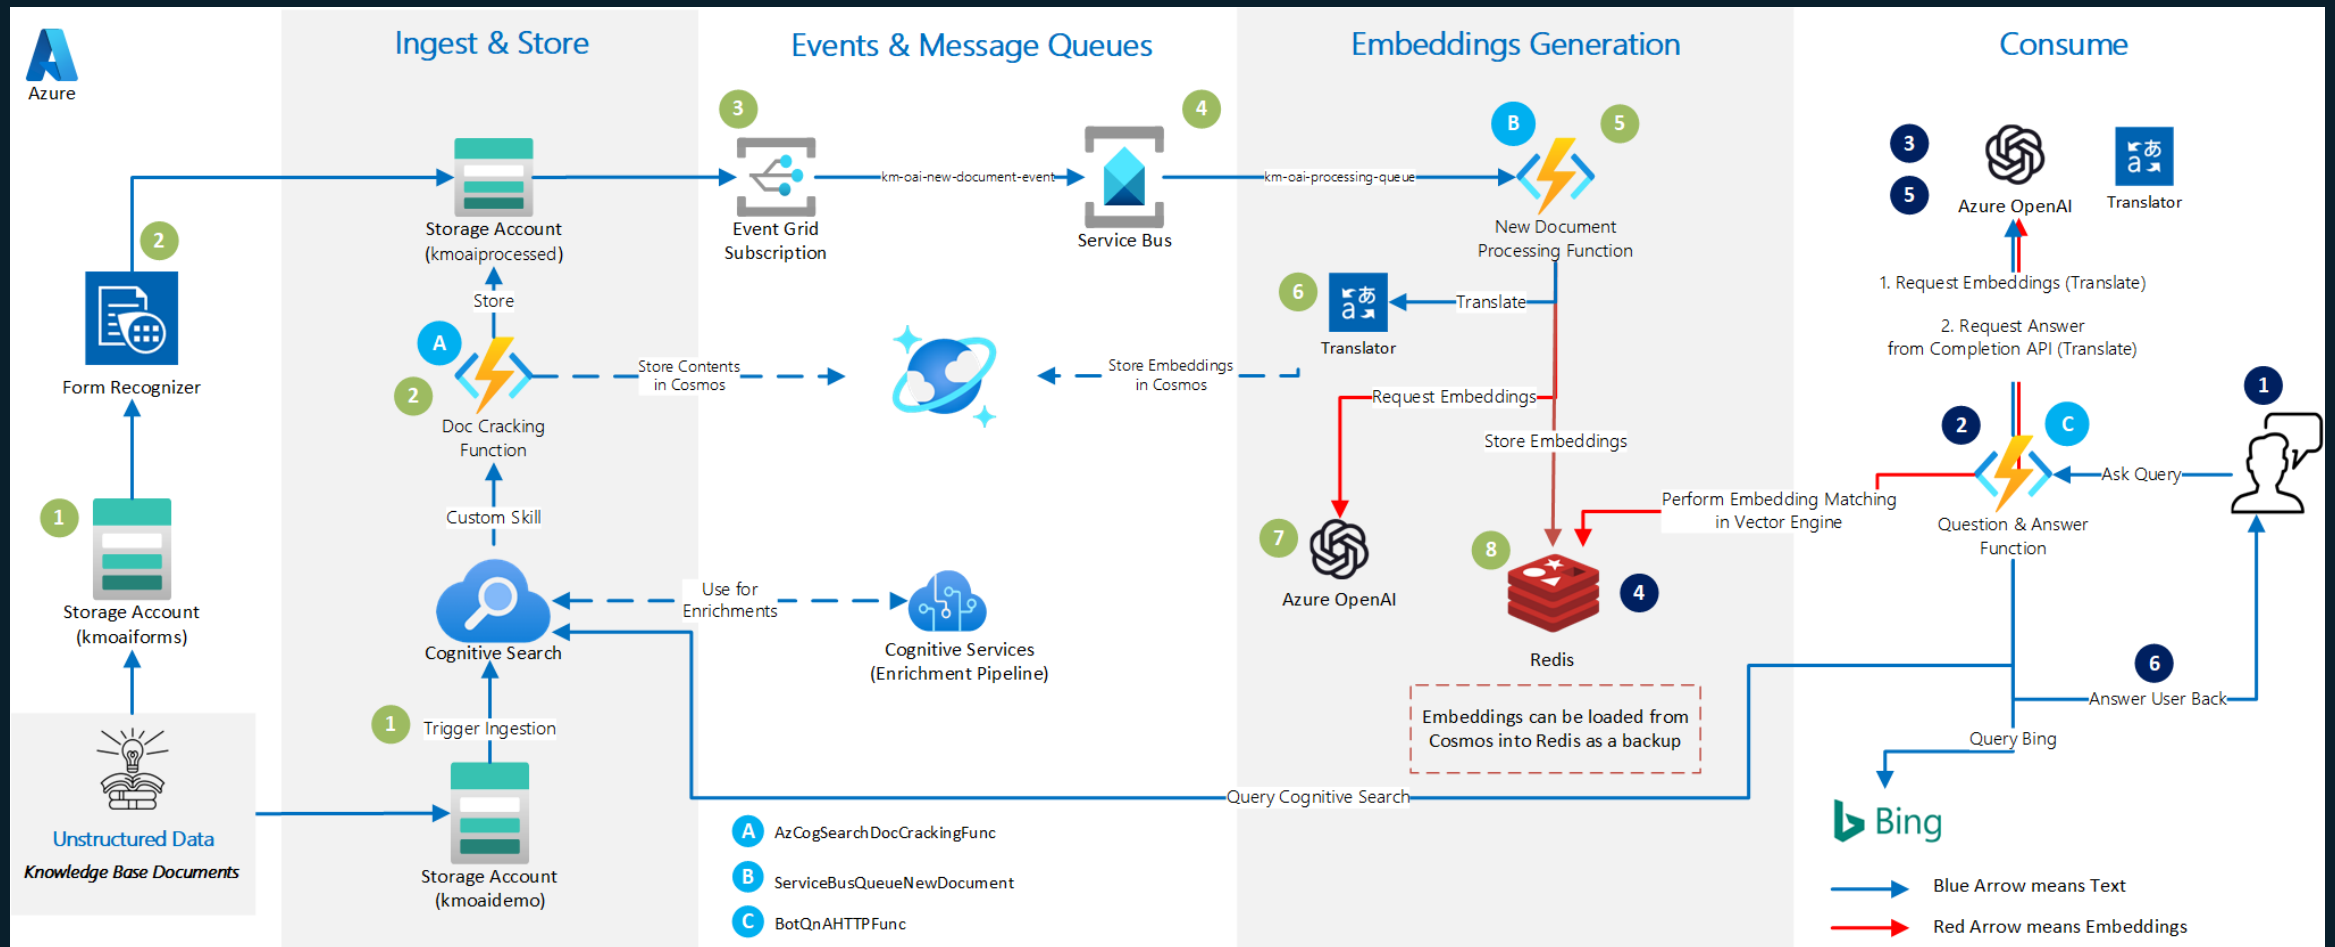 Azure
Ingest & Store
Events & Message Queues
Embeddings Generation
Consume
2
Form Recognizer
1
Storage Account
(kmoaiforms)
Unstructured Data
Knowledge Base Documents
Storage Account
(kmoaiprocessed)
Store
A
2
Doc Cracking
Function
Custom Skill
Cognitive Search
1
Trigger Ingestion
Storage Account
(kmoaidemo)
3
Event Grid
Subscription
km-oai-new-document-event
4
Service Bus
Store Contents
in Cosmos
Store Embeddings
in Cosmos
Use for
Enrichments
Cognitive Services
(Enrichment Pipeline)
A
AzCogSearchDocCrackingFunc
B
ServiceBusQueueNewDocument
C
BotQnAHTTPFunc
km-oai-processing-queue
B
5
New Document
Processing Function
6
あ
a
Translate
Translator
Request Embeddings
Store Embeddings
7
Azure OpenAI
8
4
Redis
Embeddings can be loaded from
Cosmos into Redis as a backup
Query Cognitive Search
Perform Embedding Matching
in Vector Engine
3
5
Azure OpenAI
あ
a
Translator
1. Request Embeddings (Translate)
2. Request Answer
from Completion API (Translate)
2
C
1
Ask Query
Question & Answer
Function
6
Answer User Back
Query Bing
Bing
Blue Arrow means Text
Red Arrow means Embeddings